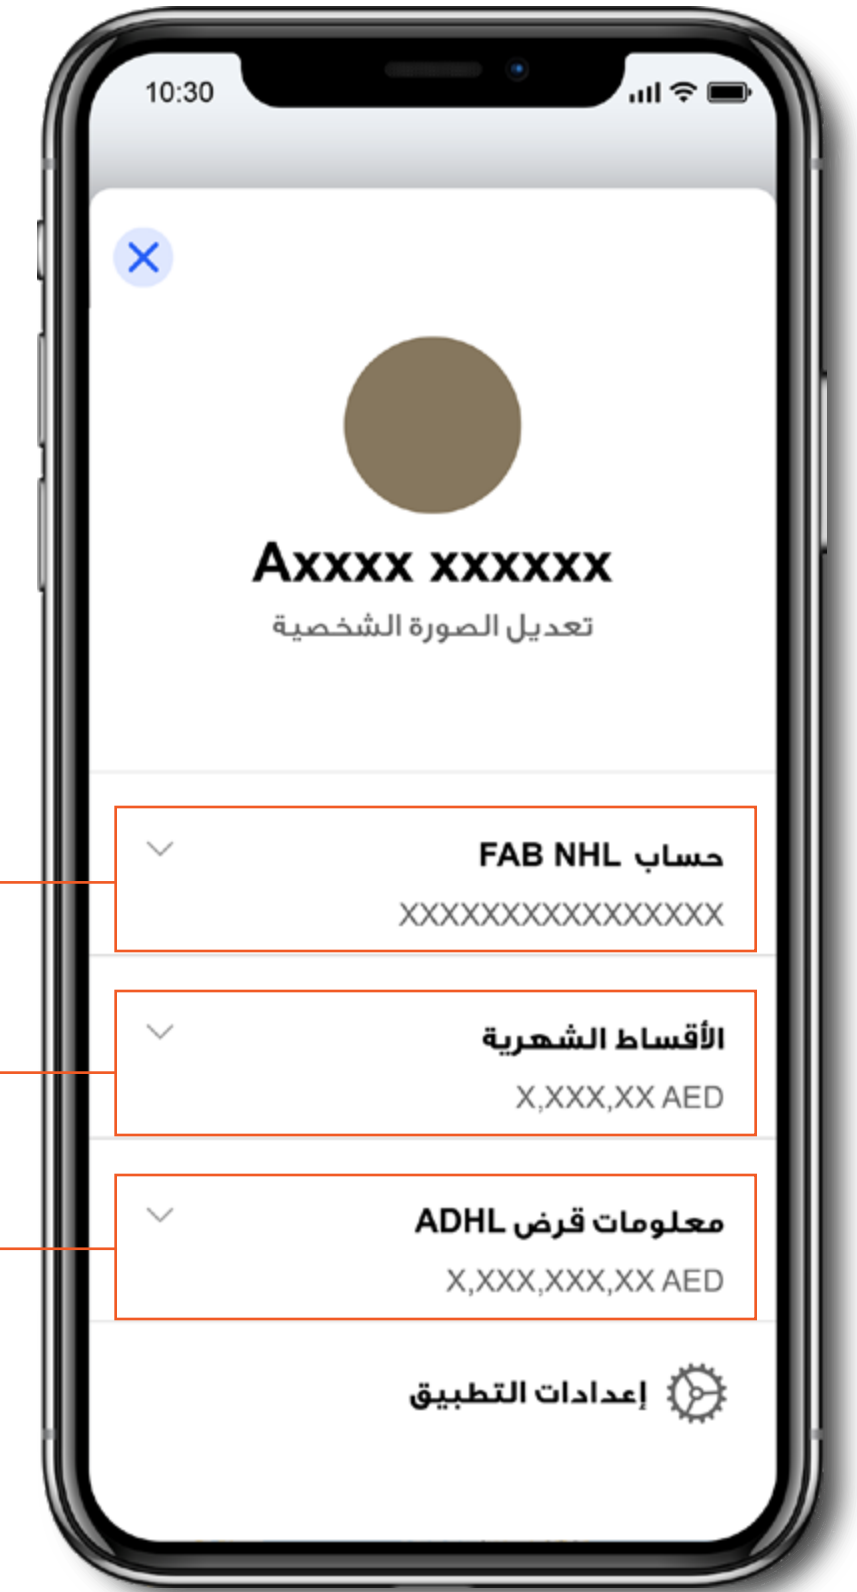 10:30
Axxxx xxxxxx
تعديل الصورة الشخصية
حساب FAB NHL
XXXXXXXXXXXXXXXX
الأقساط الشهرية
X,XXX,XX AED
معلومات قرض ADHL
X,XXX,XXX,XX AED
إعدادات التطبيق